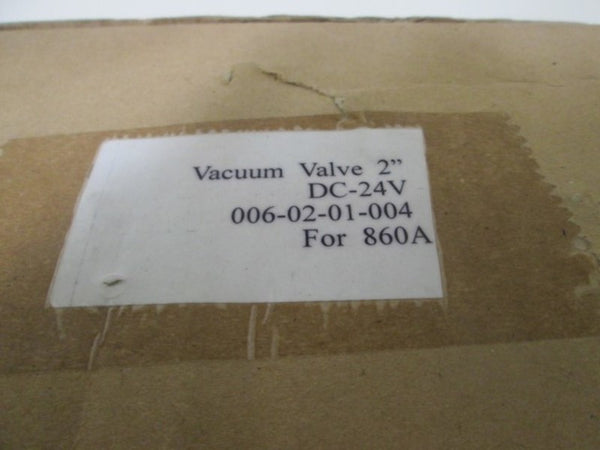 Vacuum Valve 2”
DC-24V
006-02-01-004
For 860A